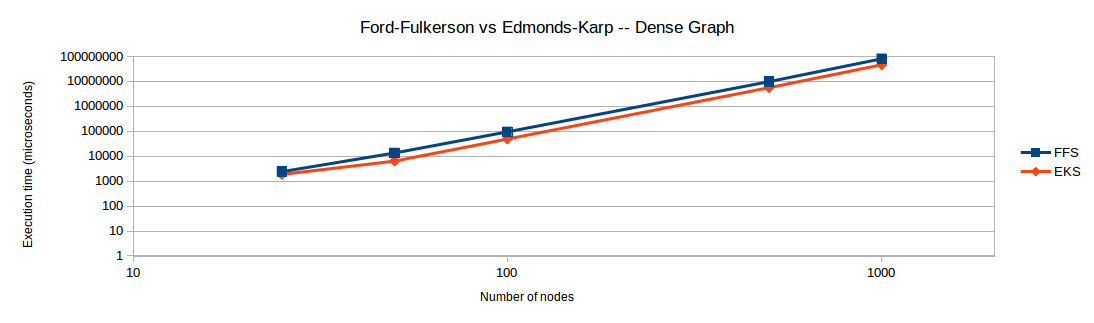 Ford-Fulkerson vs Edmonds-Karp -- Dense Graph
Execution time (microseconds)
100000000
10000000
1000000
100000
10000
1000
100
10
1
10
100
1000
Number of nodes
FFS
EKS